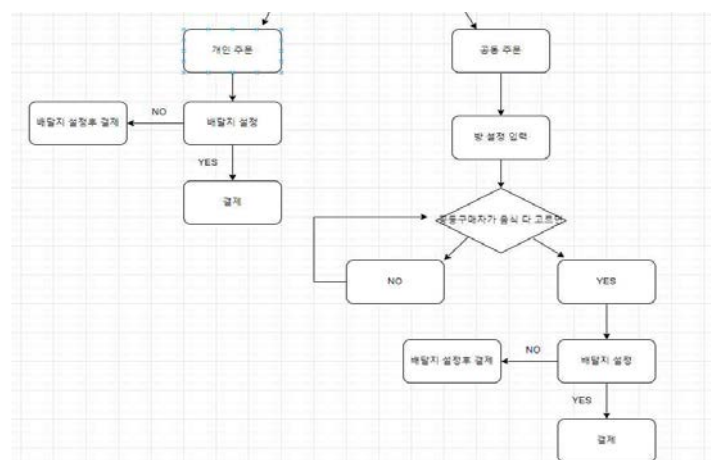 개인 주문
공동 주문
배달지 설정후 결제
NO
배달지 설정
방 설정 입력
YES
결제
공동구매자가 음식 다 고르면
NO
YES
배달지 설정후 결제
NO
배달지 설정
YES
결제